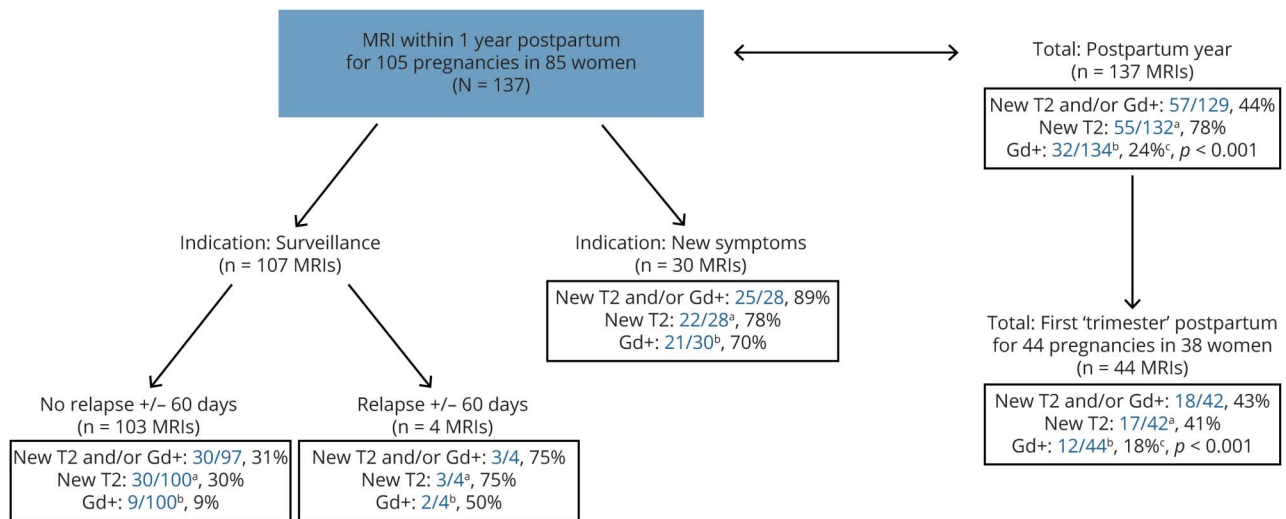 MRI within 1 year postpartum
for 105 pregnancies in 85 women
(N = 137)
Total: Postpartum year
(n = 137 MRIs)
New T2 and/or Gd+: 57/129, 44%
New T2: 55/132ᵃ, 78%
Gd+: 32/134ᵇ, 24%ᶜ, p < 0.001
Indication: Surveillance
(n = 107 MRIs)
Indication: New symptoms
(n = 30 MRIs)
New T2 and/or Gd+: 25/28, 89%
New T2: 22/28ᵃ, 78%
Gd+: 21/30ᵇ, 70%
Total: First ‘trimester’ postpartum
for 44 pregnancies in 38 women
(n = 44 MRIs)
New T2 and/or Gd+: 18/42, 43%
New T2: 17/42ᵃ, 41%
Gd+: 12/44ᵇ, 18%ᶜ, p < 0.001
No relapse +/– 60 days
(n = 103 MRIs)
New T2 and/or Gd+: 30/97, 31%
New T2: 30/100ᵃ, 30%
Gd+: 9/100ᵇ, 9%
Relapse +/– 60 days
(n = 4 MRIs)
New T2 and/or Gd+: 3/4, 75%
New T2: 3/4ᵃ, 75%
Gd+: 2/4ᵇ, 50%